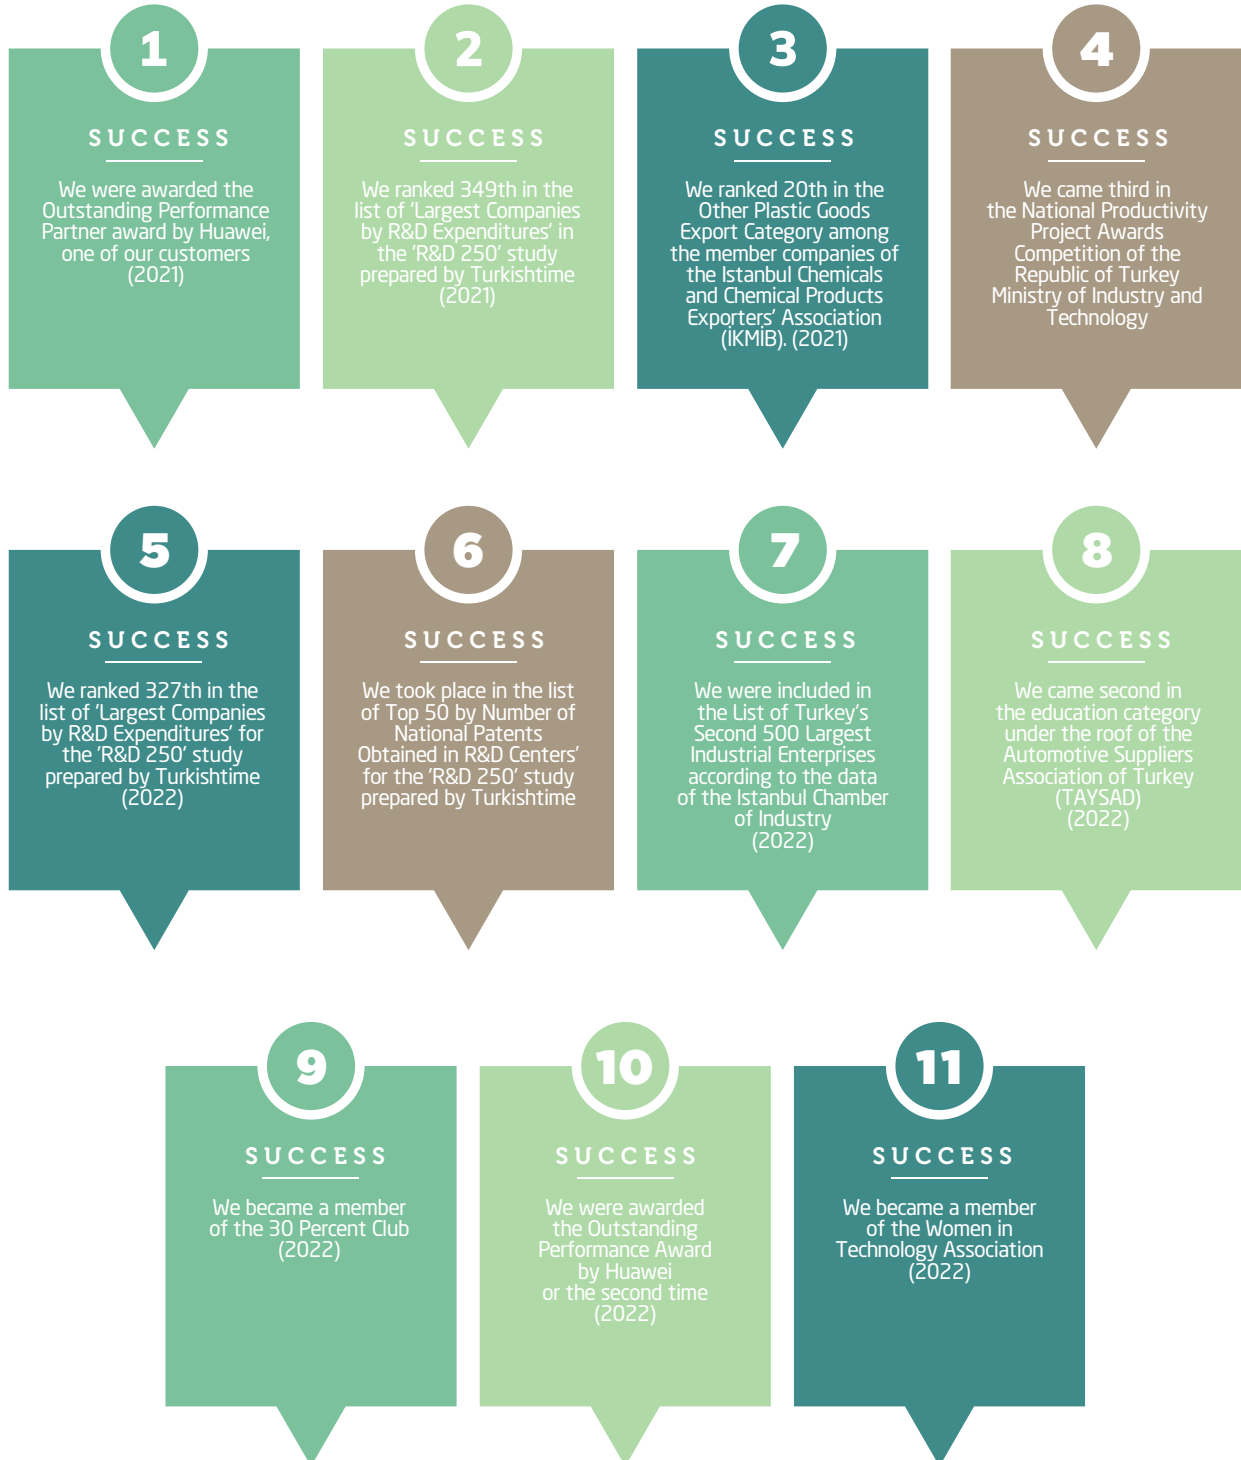 1
SUCCESS
We were awarded the
Outstanding Performance
Partner award by Huawei,
one of our customers
(2021)
2
SUCCESS
We ranked 349th in the
list of ‘Largest Companies
by R&D Expenditures’ in
the ‘R&D 250’ study
prepared by Turkishtime
(2021)
3
SUCCESS
We ranked 20th in the
Other Plastic Goods
Export Category among
the member companies of
the Istanbul Chemicals
and Chemical Products
Exporters’ Association
(İKMİB). (2021)
4
SUCCESS
We came third in
the National Productivity
Project Awards
Competition of the
Republic of Turkey
Ministry of Industry and
Technology
5
SUCCESS
We ranked 327th in the
list of ‘Largest Companies
by R&D Expenditures’ for
the ‘R&D 250’ study
prepared by Turkishtime
(2022)
6
SUCCESS
We took place in the list
of Top 50 by Number of
National Patents
Obtained in R&D Centers’
for the ‘R&D 250’ study
prepared by Turkishtime
7
SUCCESS
We were included in
the List of Turkey’s
Second 500 Largest
Industrial Enterprises
according to the data
of the Istanbul Chamber
of Industry
(2022)
8
SUCCESS
We came second in
the education category
under the roof of the
Automotive Suppliers
Association of Turkey
(TAYSAD)
(2022)
9
SUCCESS
We became a member
of the 30 Percent Club
(2022)
10
SUCCESS
We were awarded
the Outstanding
Performance Award
by Huawei
or the second time
(2022)
11
SUCCESS
We became a member
of the Women in
Technology Association
(2022)